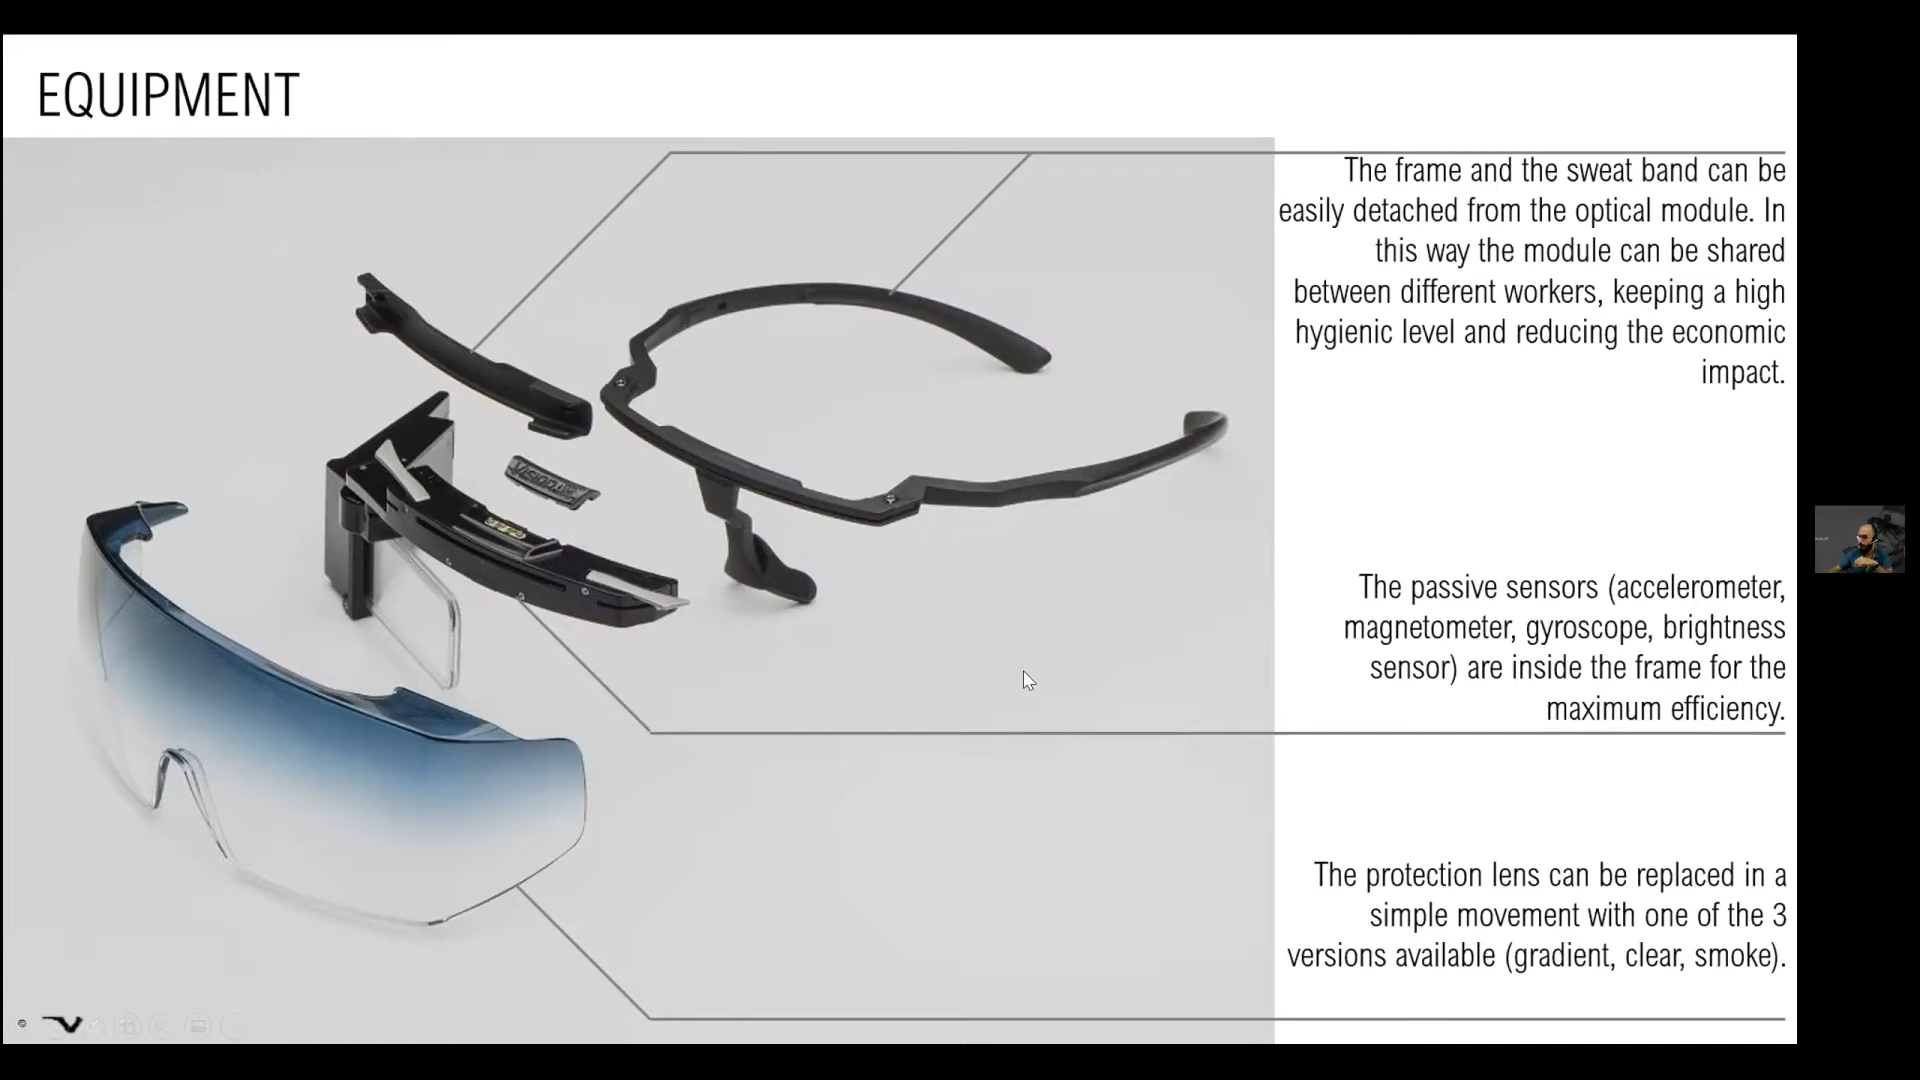 EQUIPMENT
The frame and the sweat band can be
easily detached from the optical module. In
this way the module can be shared
between different workers, keeping a high
hygienic level and reducing the economic
impact.
The passive sensors (accelerometer,
magnetometer, gyroscope, brightness
sensor) are inside the frame for the
maximum efficiency.
The protection lens can be replaced in a
simple movement with one of the 3
versions available (gradient, clear, smoke).
©